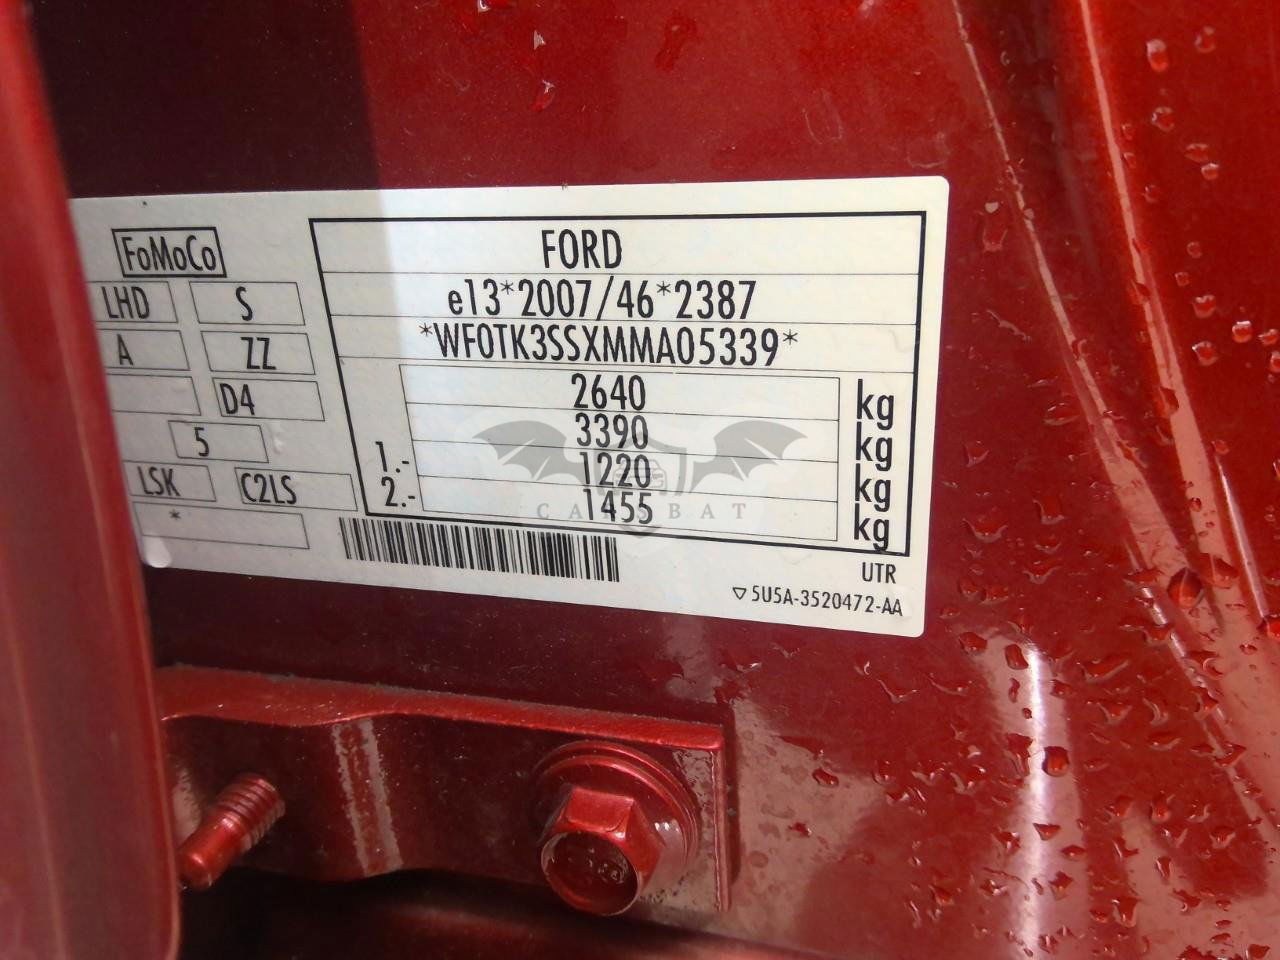 FoMoCo
LHD S
A ZZ
D4
5
LSK C2LS
*
FORD
e13*2007/46*2387
*WF0TK3SSXMMA05339*
2640 kg
3390 kg
1.- 1220 kg
2.- 1455 kg
UTR
5U5A-3520472-AA